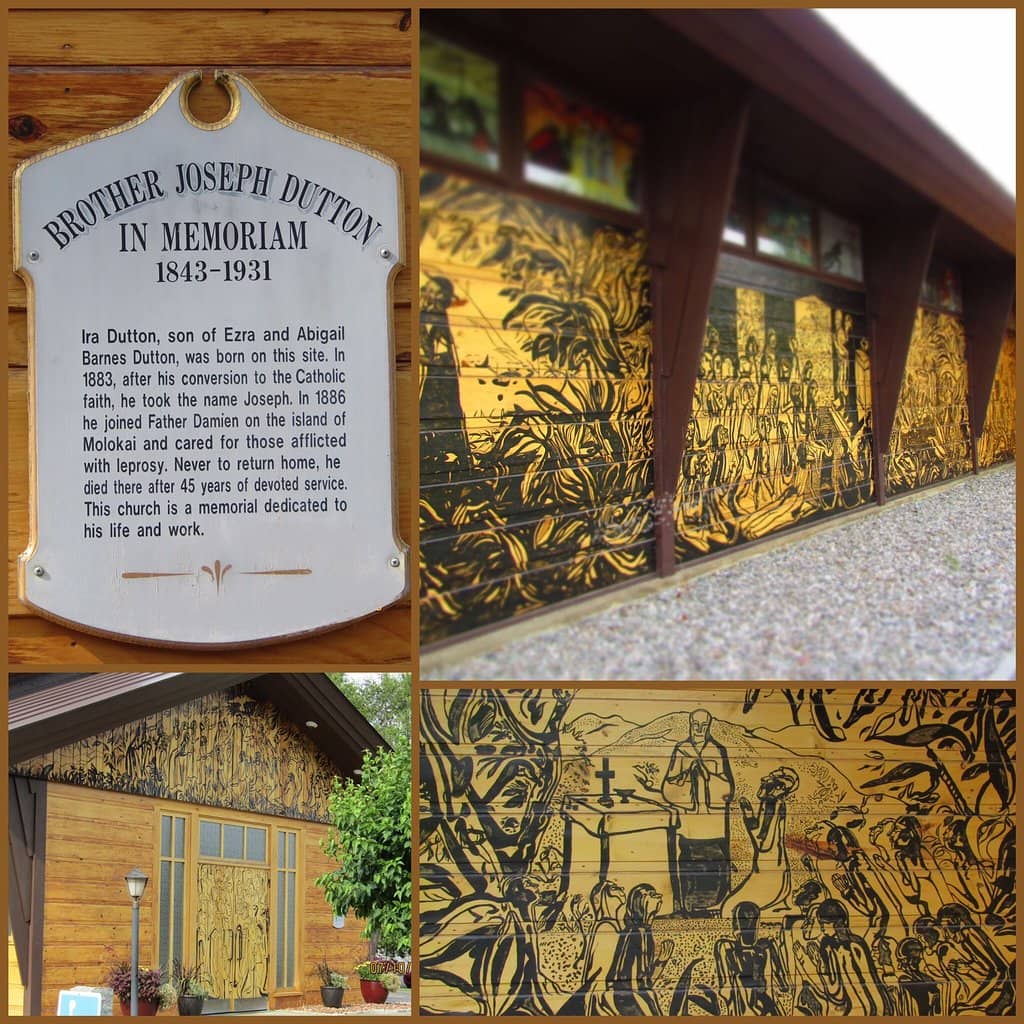 BROTHER JOSEPH DUTTON
IN MEMORIAM
1843-1931
Ira Dutton, son of Ezra and Abigail
Barnes Dutton, was born on this site. In
1883, after his conversion to the Catholic
faith, he took the name Joseph. In 1886
he joined Father Damien on the island of
Molokai and cared for those afflicted
with leprosy. Never to return home, he
died there after 45 years of devoted service.
This church is a memorial dedicated to
his life and work.